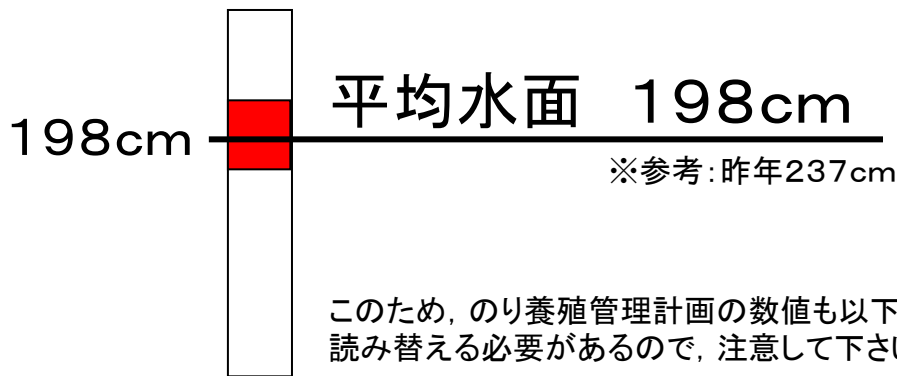 平均水面　198cm
198cm
※参考：昨年237cm
このため，のり養殖管理計画の数値も以下
読み替える必要があるので，注意して下さい